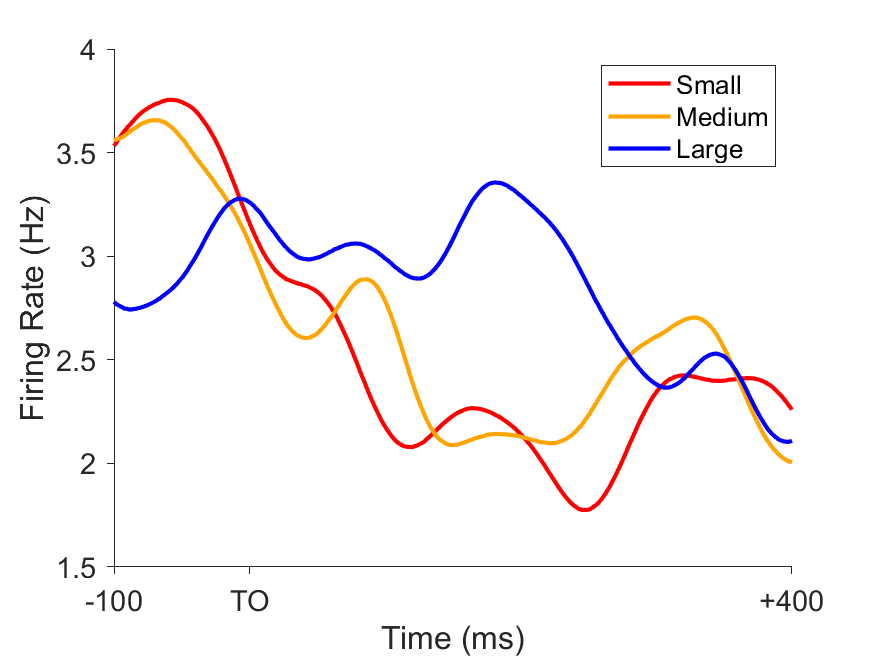 4
3.5
3
2.5
2
1.5
Firing Rate (Hz)
Small
Medium
Large
-100
TO
+400
Time (ms)